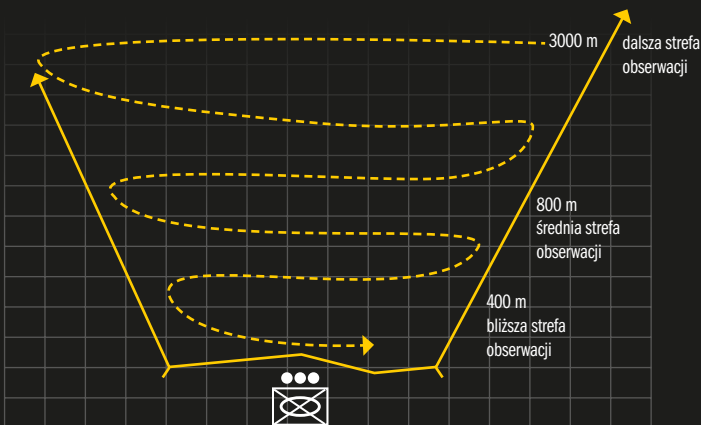 3000 m
dalsza strefa
obserwacji
800 m
średnia strefa
obserwacji
400 m
bliższa strefa
obserwacji